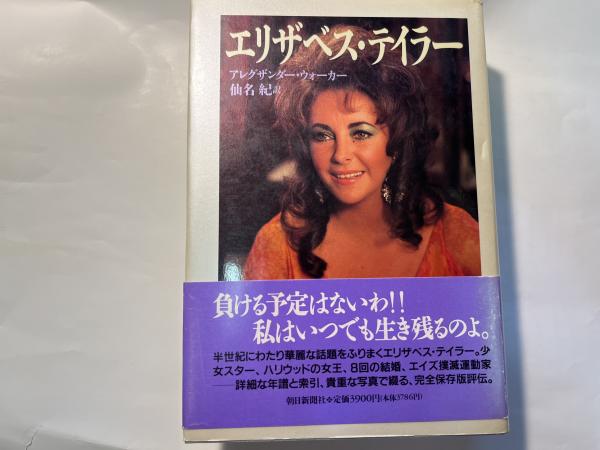 エリザベス・テイラー
アレグザンダー・ウォーカー
仙名 紀 訳
負ける予定はないわ!!
私はいつでも生き残るのよ。
半世紀にわたり華麗な話題をふりまくエリザベス・テイラー。少
女スター、ハリウッドの女王、8回の結婚、エイズ撲滅運動家
――詳細な年譜と索引、貴重な写真で綴る、完全保存版評伝。
朝日新聞社❖定価3900円(本体3786円)